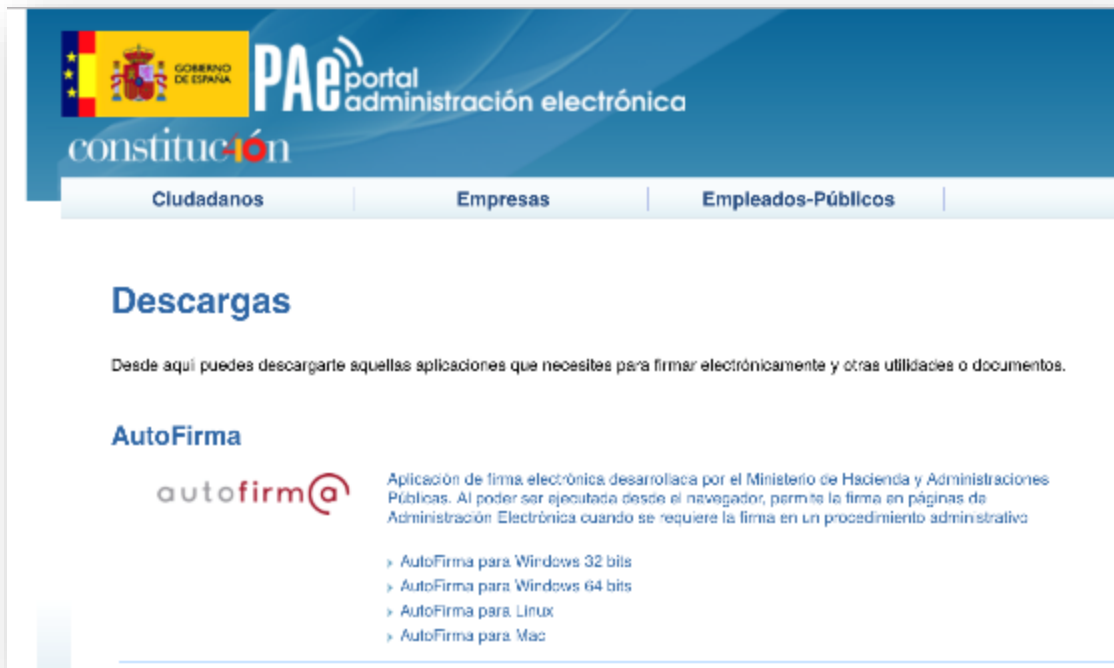 GOBIERNO
DE ESPAÑA
PAe portal
administración electrónica
constitución
Ciudadanos Empresas Empleados-Públicos
Descargas
Desde aquí puedes descargarte aquellas aplicaciones que necesites para firmar electrónicamente y otras utilidades o documentos.
AutoFirma
autofirm@
Aplicación de firma electrónica desarrollada por el Ministerio de Hacienda y Administraciones
Públicas. Al poder ser ejecutada desde el navegador, permite la firma en páginas de
Administración Electrónica cuando se requiere la firma en un procedimiento administrativo
AutoFirma para Windows 32 bits
AutoFirma para Windows 64 bits
AutoFirma para Linux
AutoFirma para Mac